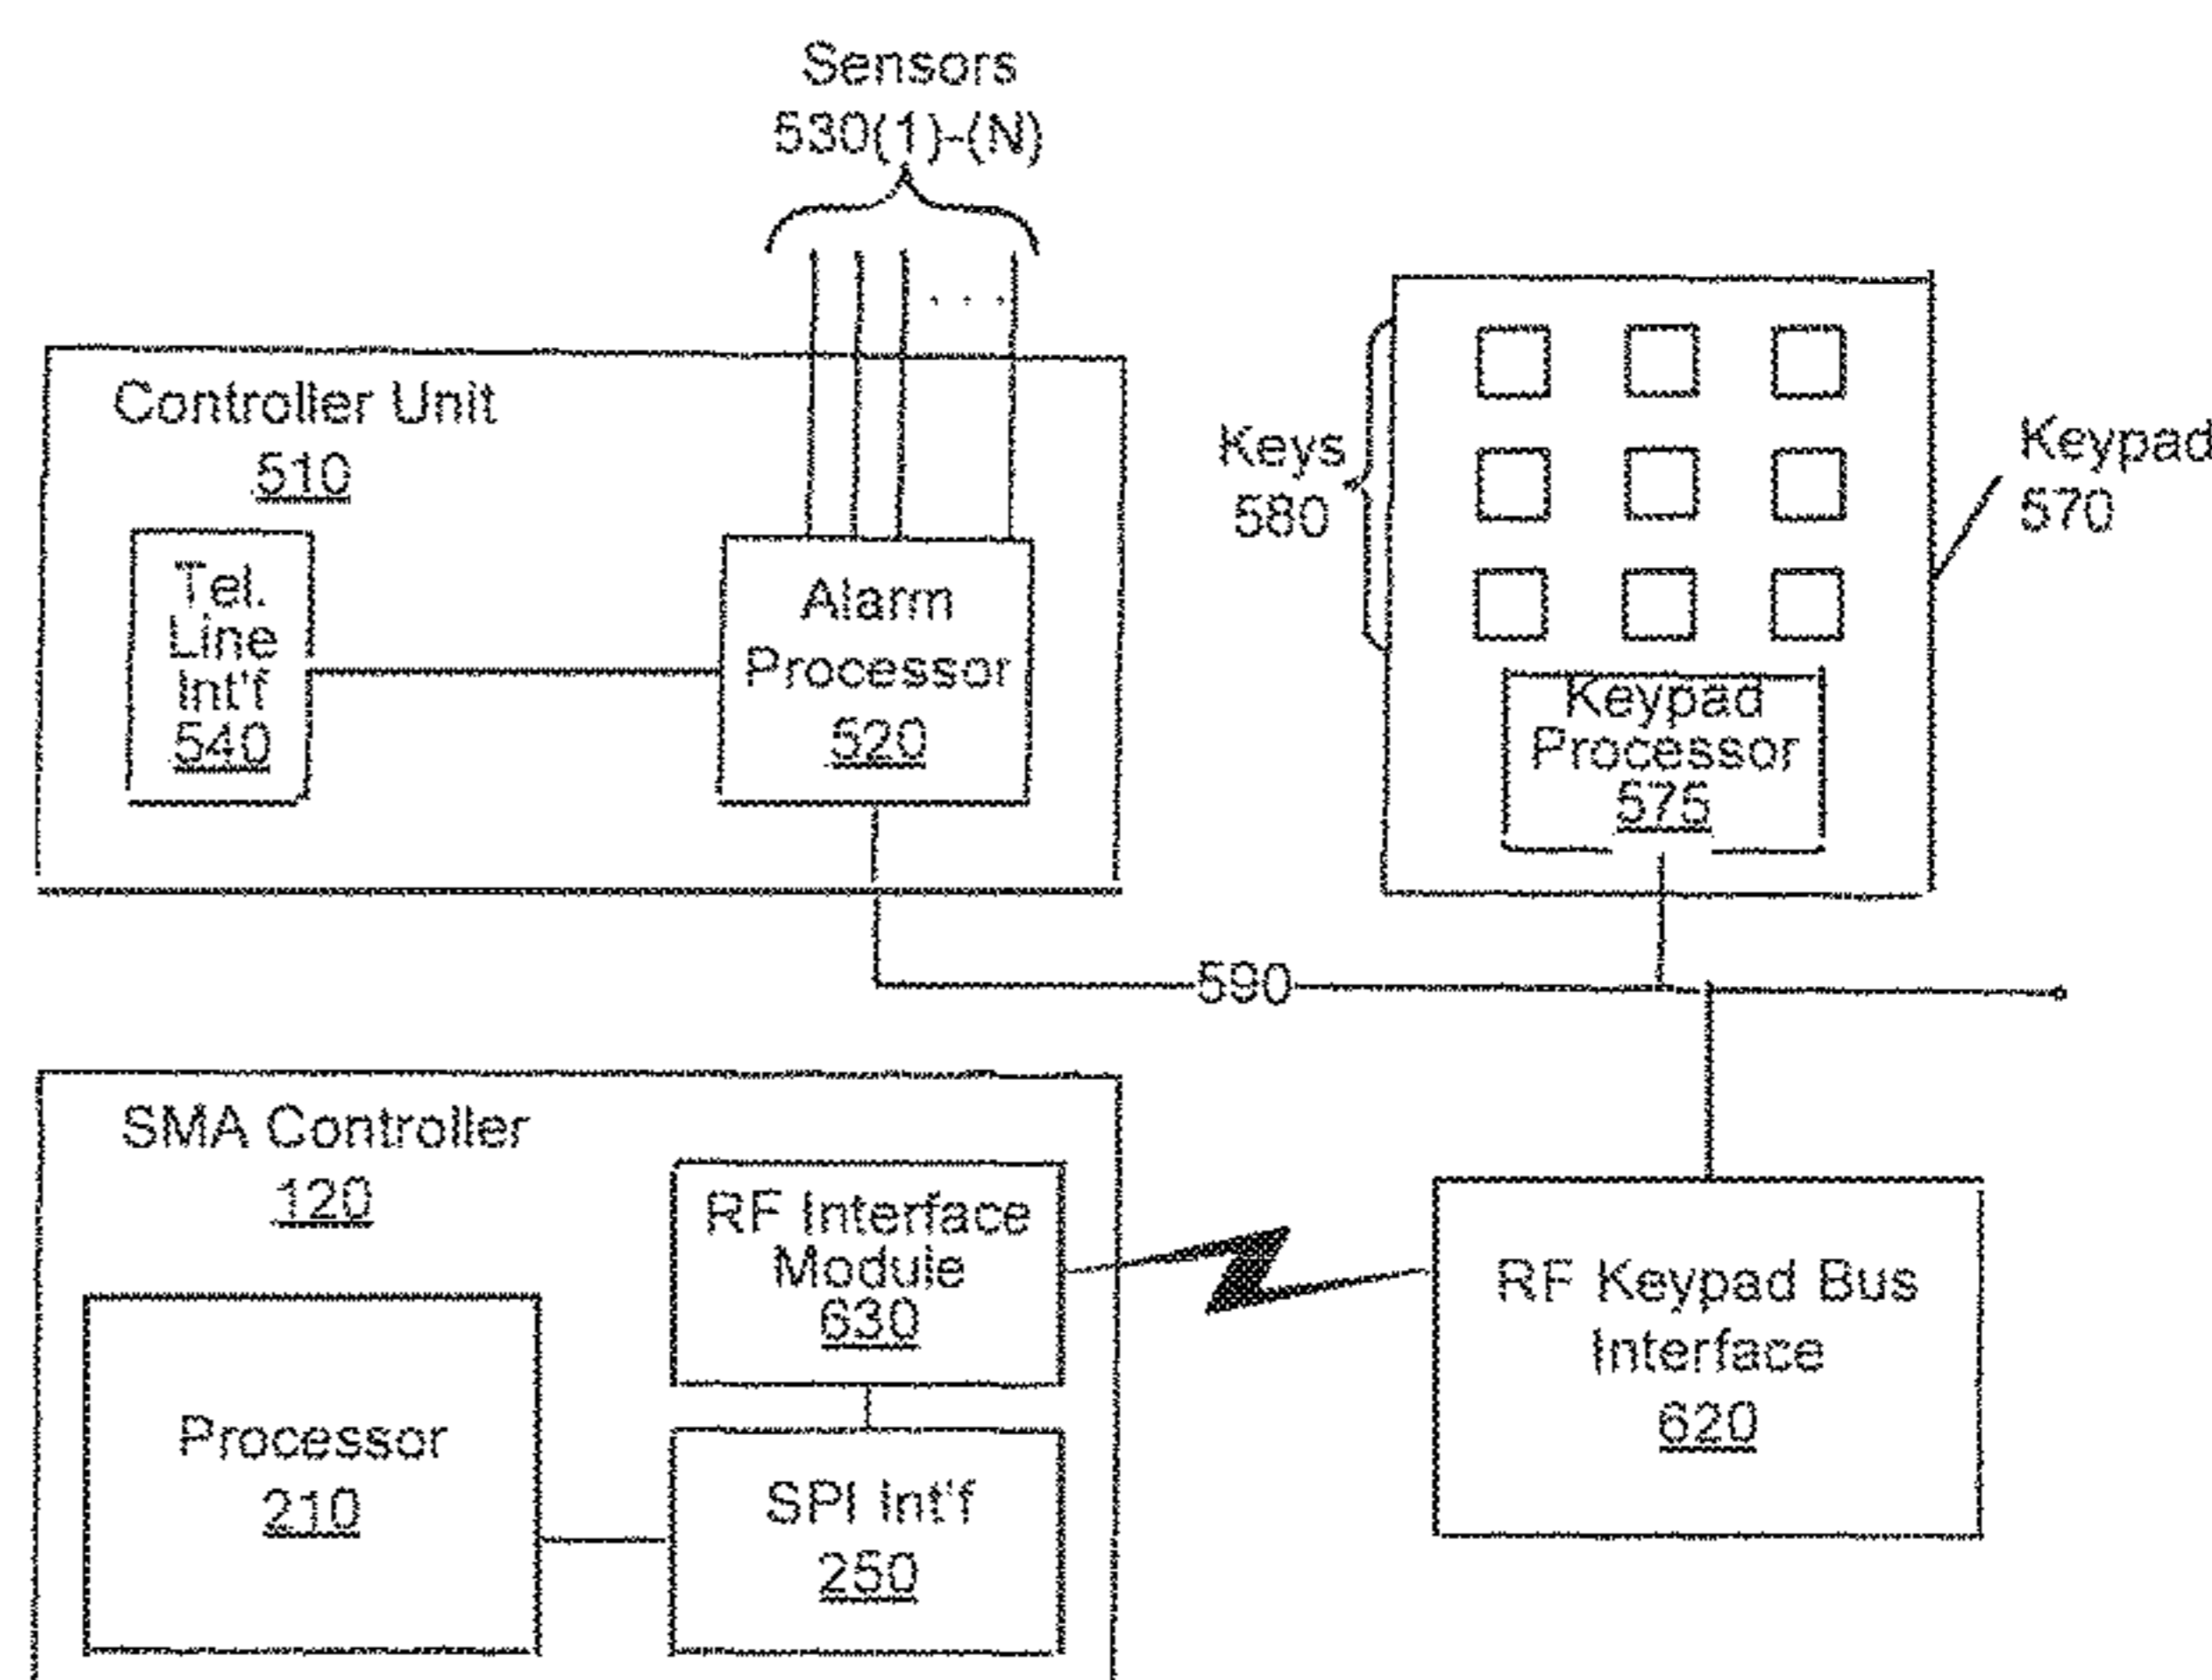 Sensors
530(1)-(N)
Controller Unit
510
Tel.
Line
Int'f
540
Alarm
Processor
520
Keys
580
Keypad
570
Keypad
Processor
575
590
SMA Controller
120
RF Interface
Module
630
Processor
210
SPI Int'f
250
RF Keypad Bus
Interface
620